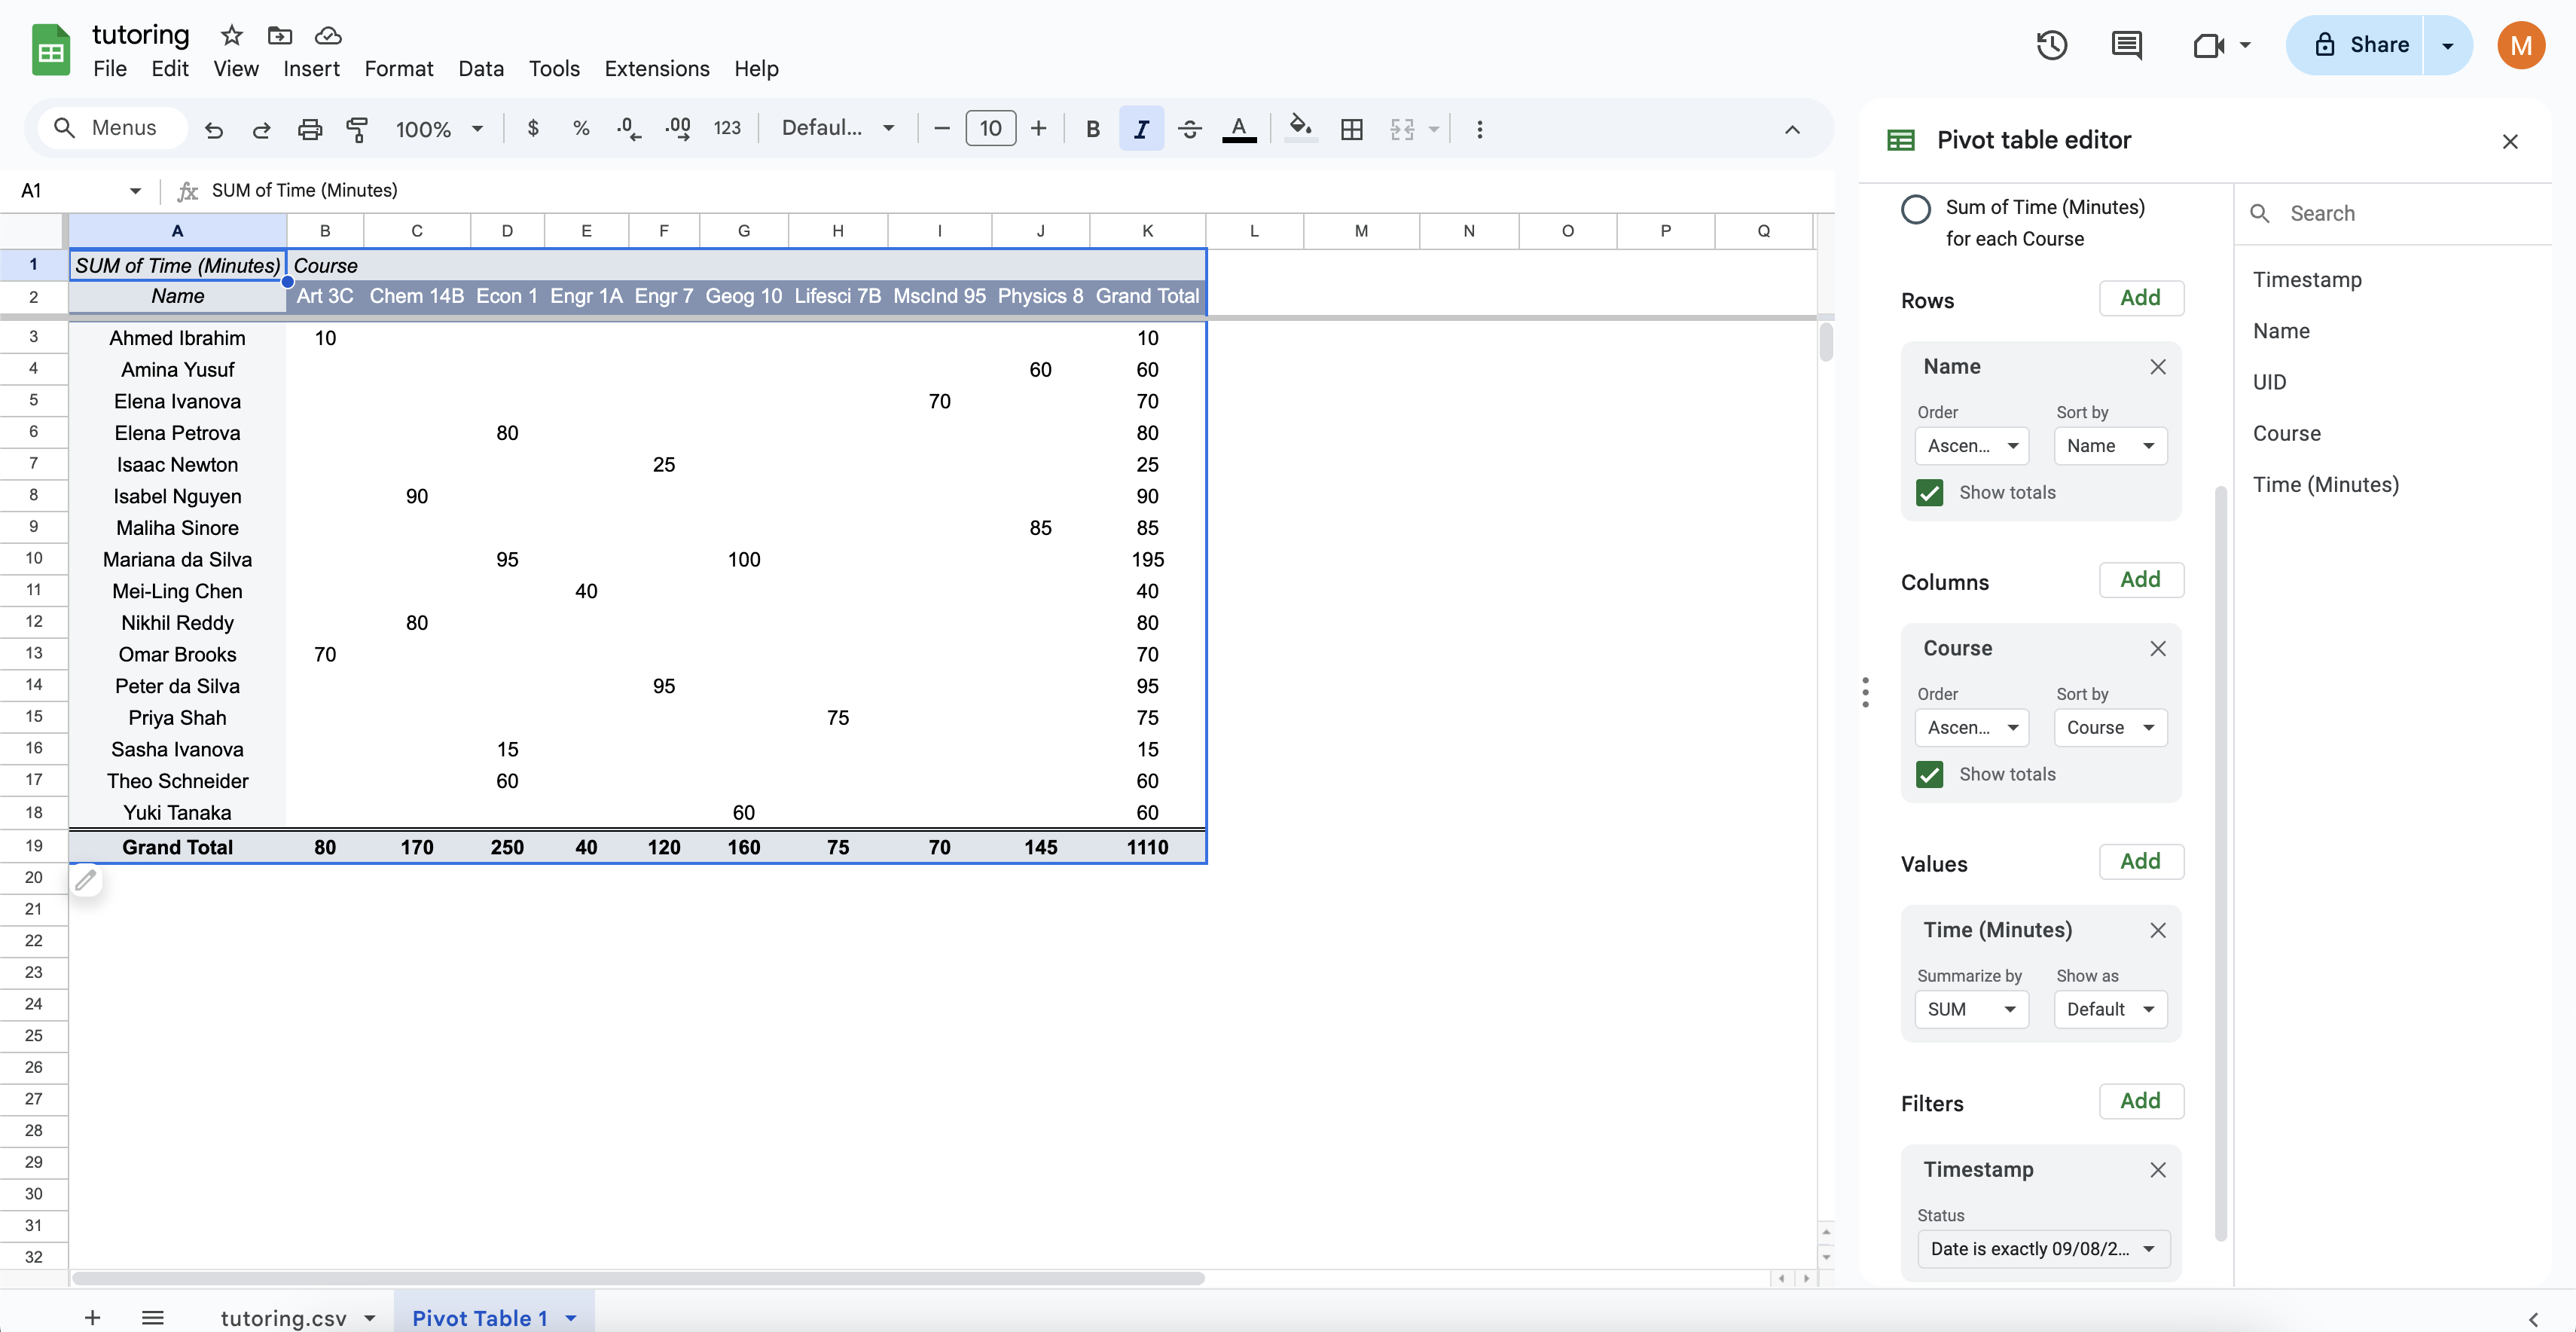 tutoring
File Edit View Insert Format Data Tools Extensions Help
Share
M
Menus 100% $ % .0 .00 123 Defaul... 10 B I A
A1 fx SUM of Time (Minutes)
A B C D E F G H I J K L M N O P Q
1 SUM of Time (Minutes) Course
2 Name Art 3C Chem 14B Econ 1 Engr 1A Engr 7 Geog 10 Lifesci 7B MscInd 95 Physics 8 Grand Total
3 Ahmed Ibrahim 10 10
4 Amina Yusuf 60 60
5 Elena Ivanova 70 70
6 Elena Petrova 80 80
7 Isaac Newton 25 25
8 Isabel Nguyen 90 90
9 Maliha Sinore 85 85
10 Mariana da Silva 95 100 195
11 Mei-Ling Chen 40 40
12 Nikhil Reddy 80 80
13 Omar Brooks 70 70
14 Peter da Silva 95 95
15 Priya Shah 75 75
16 Sasha Ivanova 15 15
17 Theo Schneider 60 60
18 Yuki Tanaka 60 60
19 Grand Total 80 170 250 40 120 160 75 70 145 1110
20
21
22
23
24
25
26
27
28
29
30
31
32
tutoring.csv Pivot Table 1
Pivot table editor
Sum of Time (Minutes)
for each Course
Rows Add
Name
Order Sort by
Ascen... Name
Show totals
Columns Add
Course
Order Sort by
Ascen... Course
Show totals
Values Add
Time (Minutes)
Summarize by Show as
SUM Default
Filters Add
Timestamp
Status
Date is exactly 09/08/2...
Search
Timestamp
Name
UID
Course
Time (Minutes)